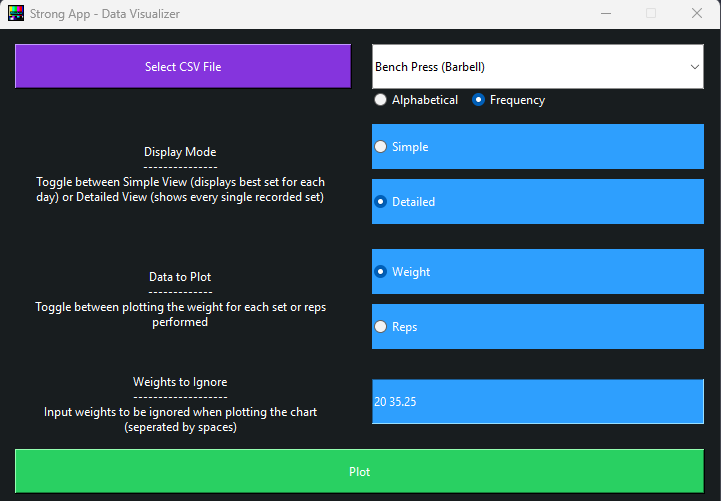 Strong App - Data Visualizer
Select CSV File
Bench Press (Barbell)
Alphabetical Frequency
Display Mode
---------------
Toggle between Simple View (displays best set for each
day) or Detailed View (shows every single recorded set)
Simple
Detailed
Data to Plot
-------------
Toggle between plotting the weight for each set or reps
performed
Weight
Reps
Weights to Ignore
-------------------
Input weights to be ignored when plotting the chart
(seperated by spaces)
20 35.25
Plot